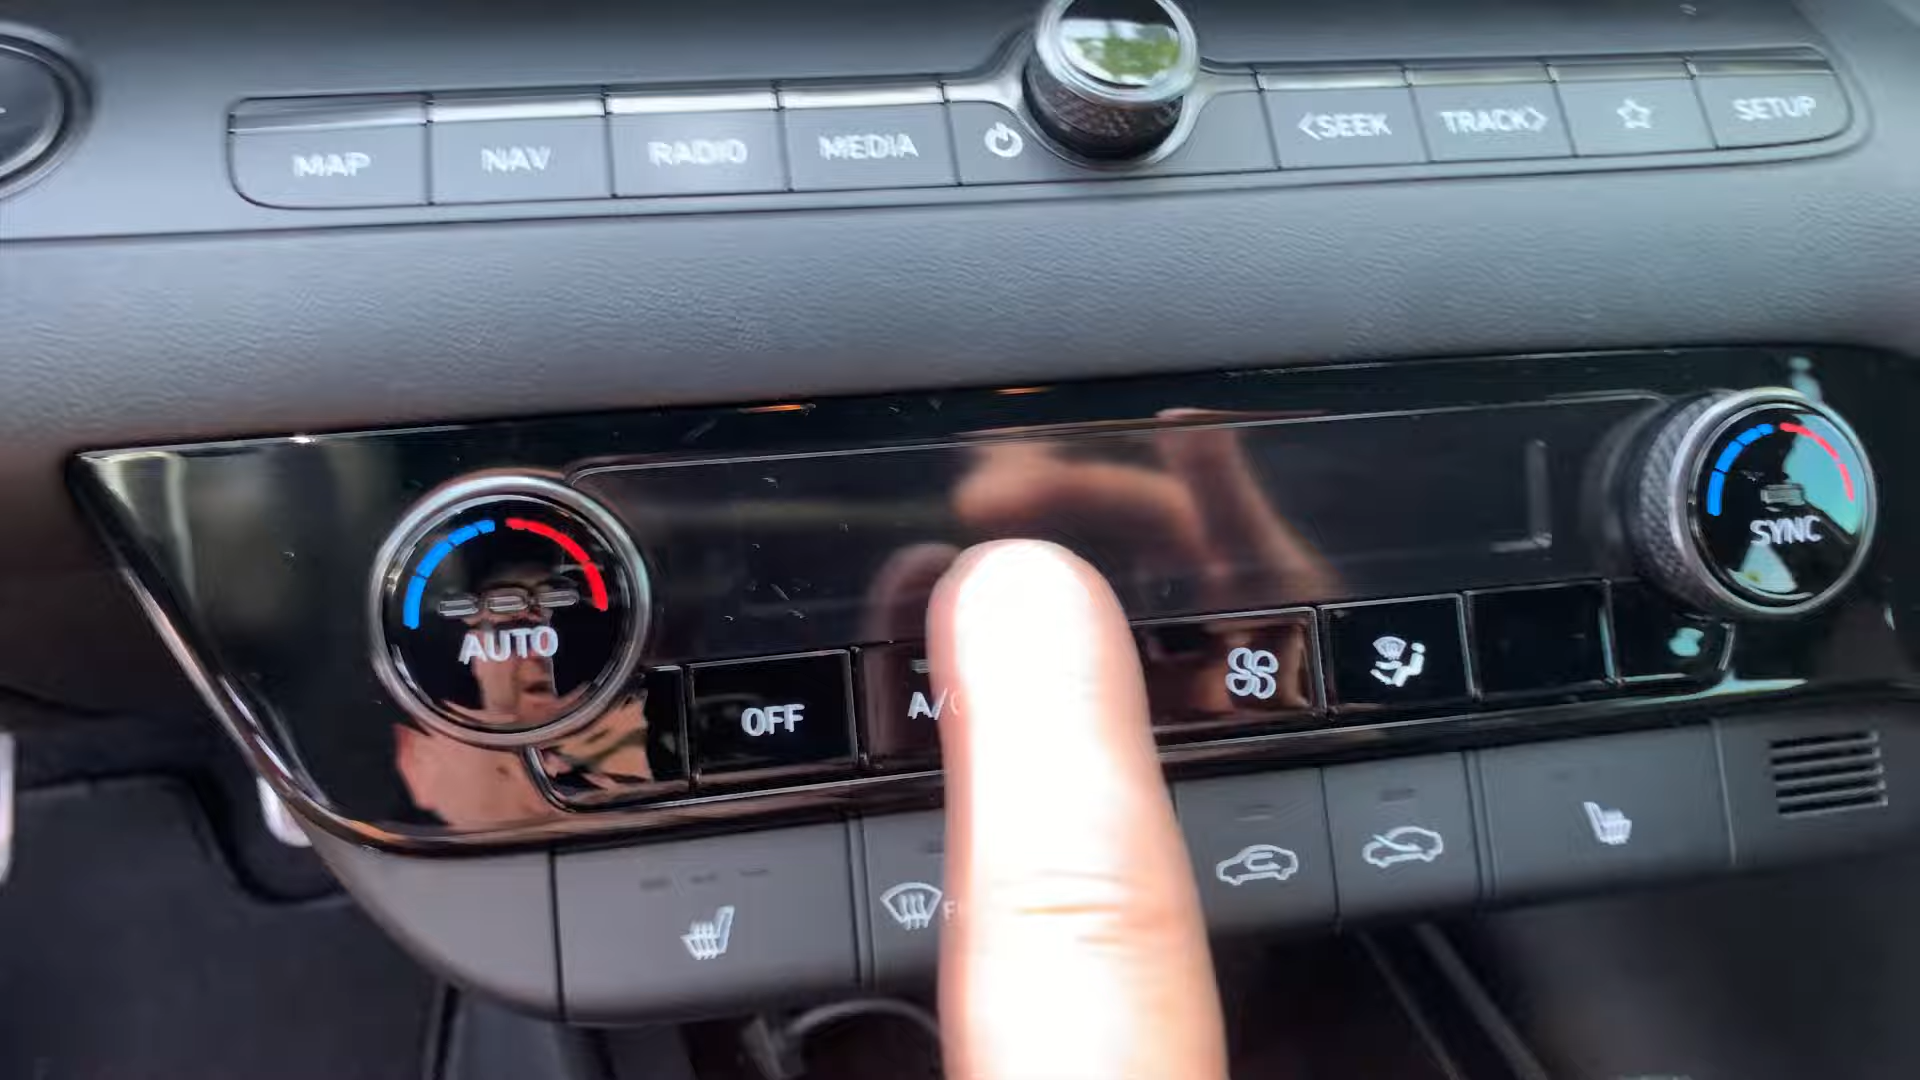 MAP
NAV
RADIO
MEDIA
<SEEK
TRACK>
SETUP
AUTO
SYNC
OFF
A/
F